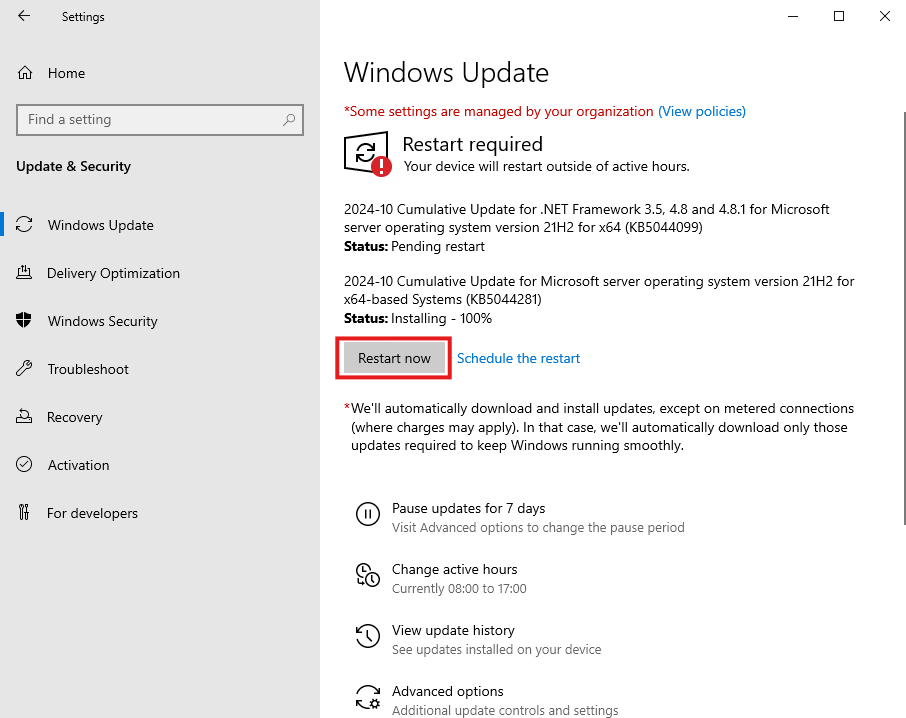 Settings
Home
Find a setting
Update & Security
Windows Update
Delivery Optimization
Windows Security
Troubleshoot
Recovery
Activation
For developers
Windows Update
*Some settings are managed by your organization (View policies)
Restart required
Your device will restart outside of active hours.
2024-10 Cumulative Update for .NET Framework 3.5, 4.8 and 4.8.1 for Microsoft
server operating system version 21H2 for x64 (KB5044099)
Status: Pending restart
2024-10 Cumulative Update for Microsoft server operating system version 21H2 for
x64-based Systems (KB5044281)
Status: Installing - 100%
Restart now Schedule the restart
*We'll automatically download and install updates, except on metered connections
(where charges may apply). In that case, we'll automatically download only those
updates required to keep Windows running smoothly.
Pause updates for 7 days
Visit Advanced options to change the pause period
Change active hours
Currently 08:00 to 17:00
View update history
See updates installed on your device
Advanced options
Additional update controls and settings